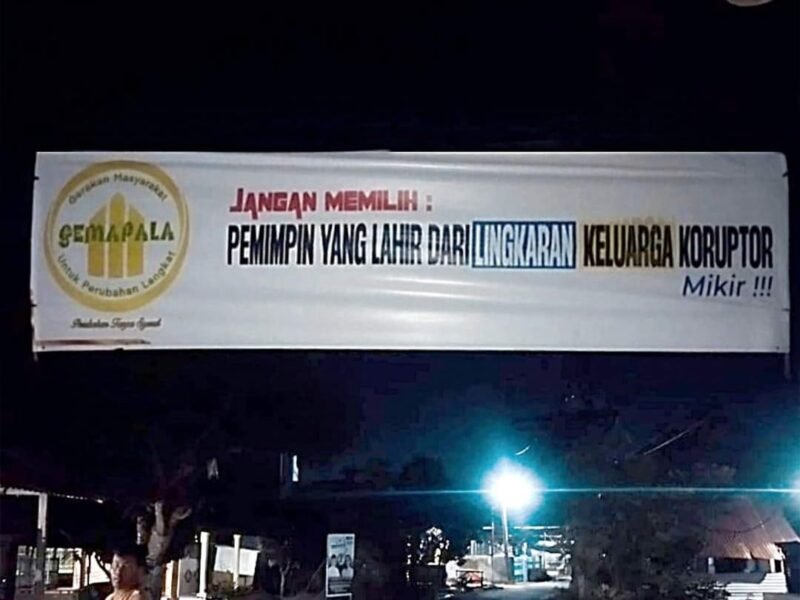 Gerakan Masyarakat
GEMAPALA
Untuk Perubahan Langkat
JANGAN MEMILIH :
PEMIMPIN YANG LAHIR DARI LINGKARAN KELUARGA KORUPTOR
Mikir !!!